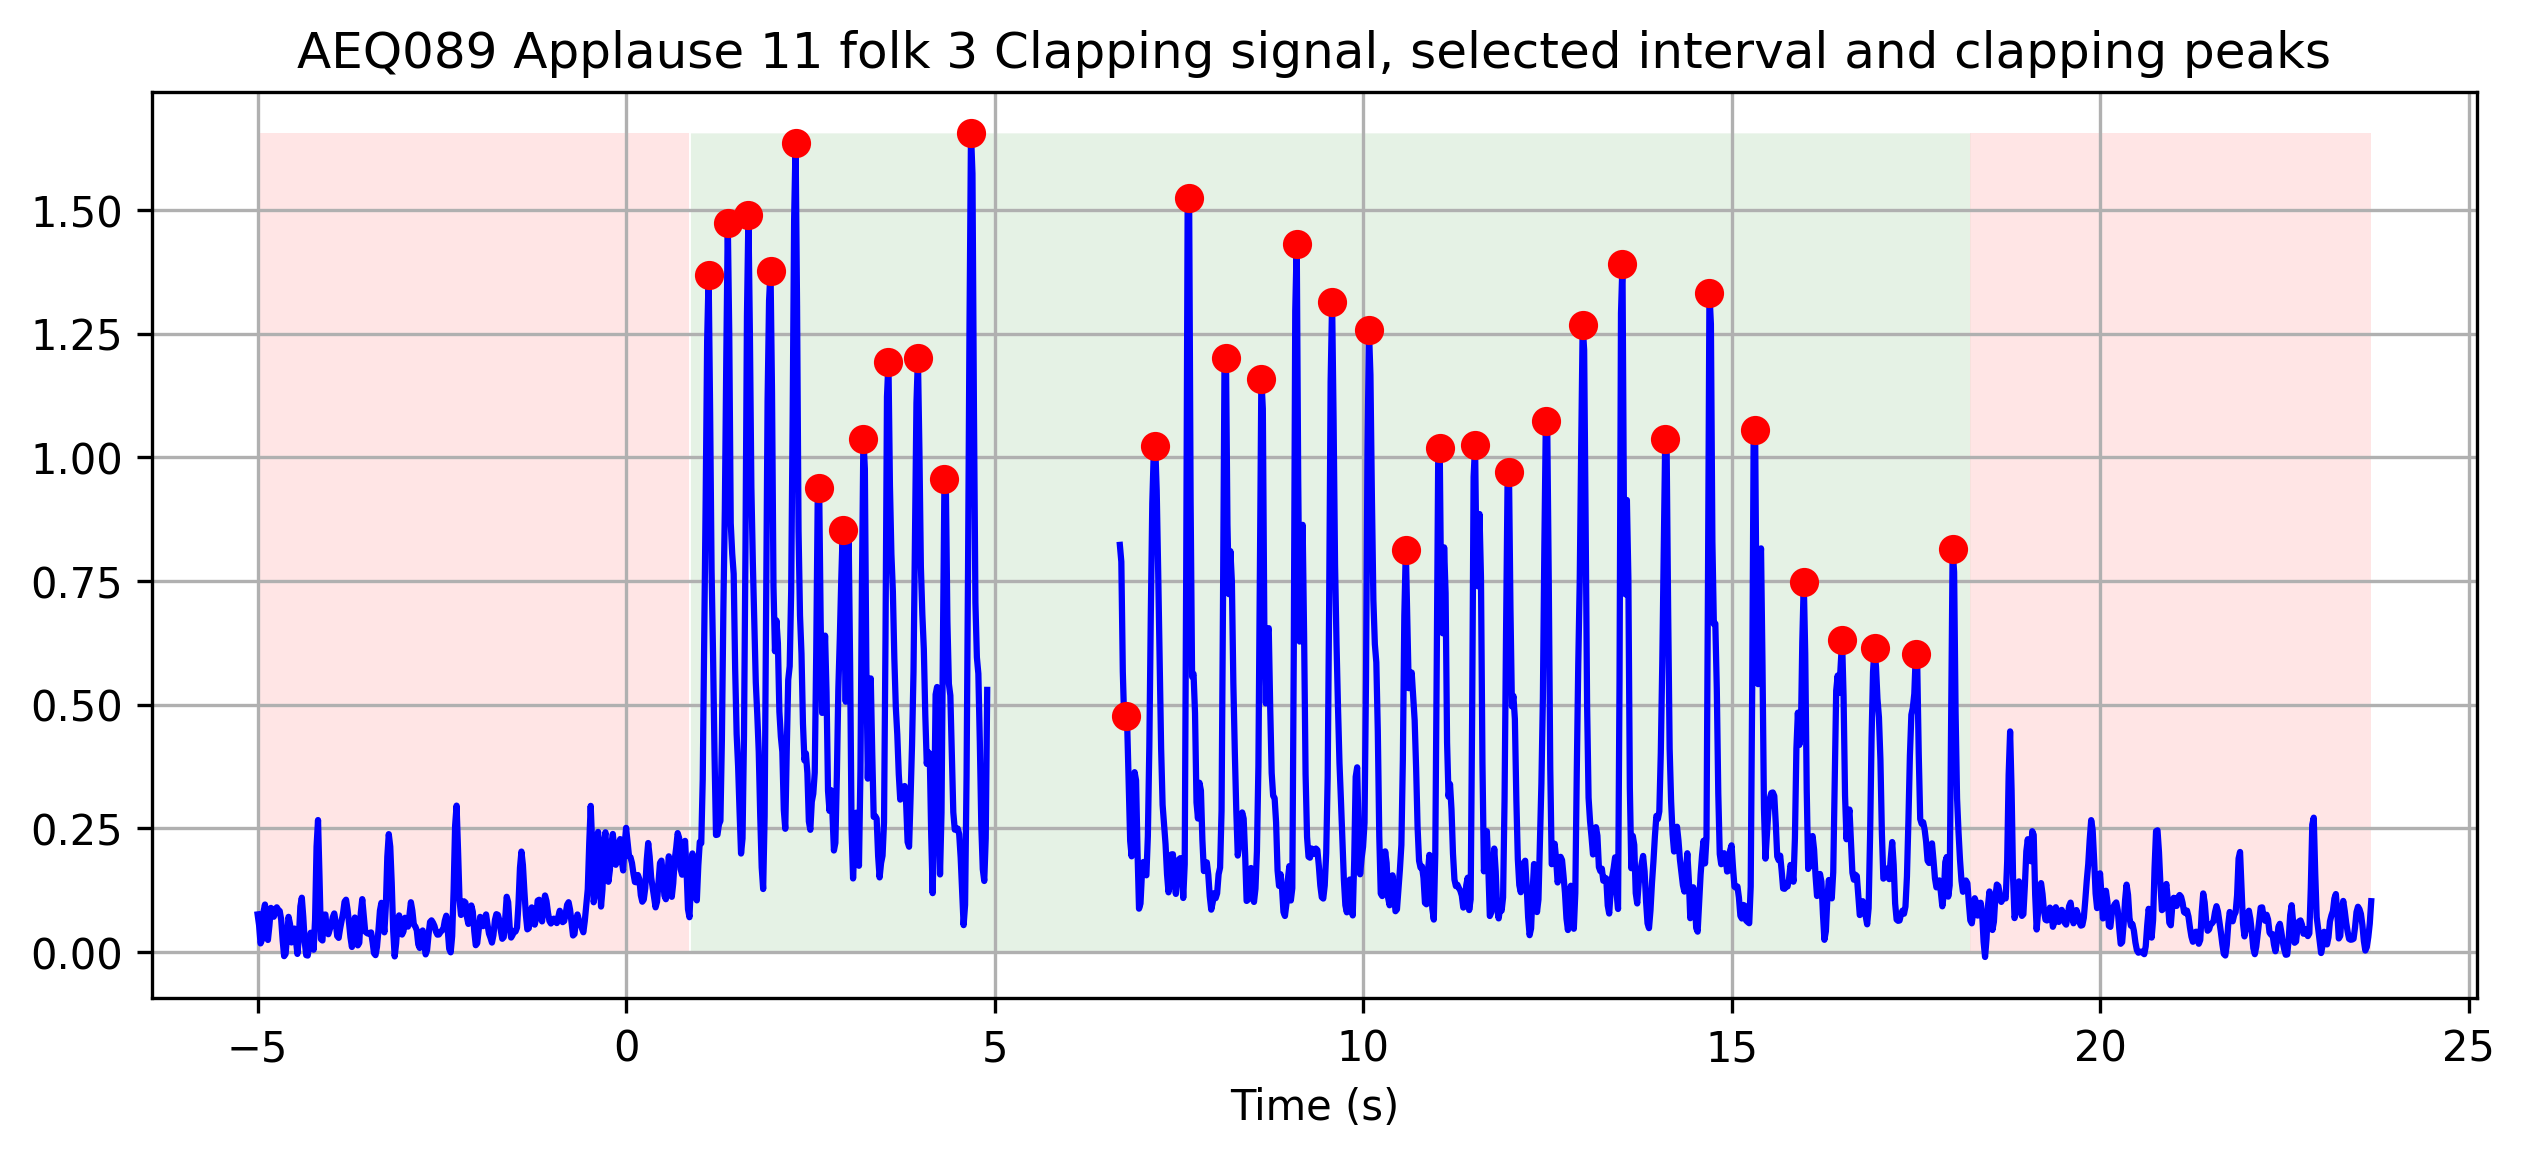 AEQ089 Applause 11 folk 3 Clapping signal, selected interval and clapping peaks
1.50
1.25
1.00
0.75
0.50
0.25
0.00
−5 0 5 10 15 20 25
Time (s)